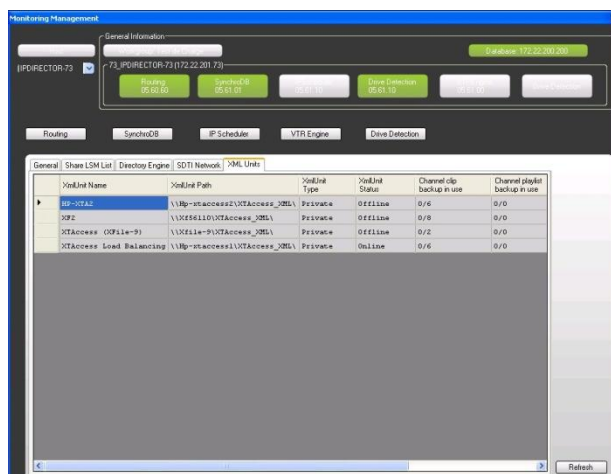 Monitoring Management
General Information
Database: 172.22.200.200
IPDIRECTOR-73
73_IPDIRECTOR-73 (172.22.201.73)
Routing
05.60.60
SynchroDB
05.61.01
05.61.10
Drive Detection
05.61.10
Routing
SynchroDB
IP Scheduler
VTR Engine
Drive Detection
General
Share LSM List
Directory Engine
SDTI Network
XML Units
XmlUnit Name
XmlUnit Path
XmlUnit Type
XmlUnit Status
Channel clip backup in use
Channel playlist backup in use
HP-XTA2 \\Hp-xtaccess2\XTAccess_XML\ Private Offline 0/6 0/0
XF2 \\Xf56110\XTAccess_XML\ Private Offline 0/8 0/0
XTAccess (XFile-9) \\Xfile-9\XTAccess_XML\ Private Offline 0/2 0/0
XTAccess Load Balancing \\Hp-xtaccess1\XTAccess_XML\ Private Online 0/6 0/0
Refresh